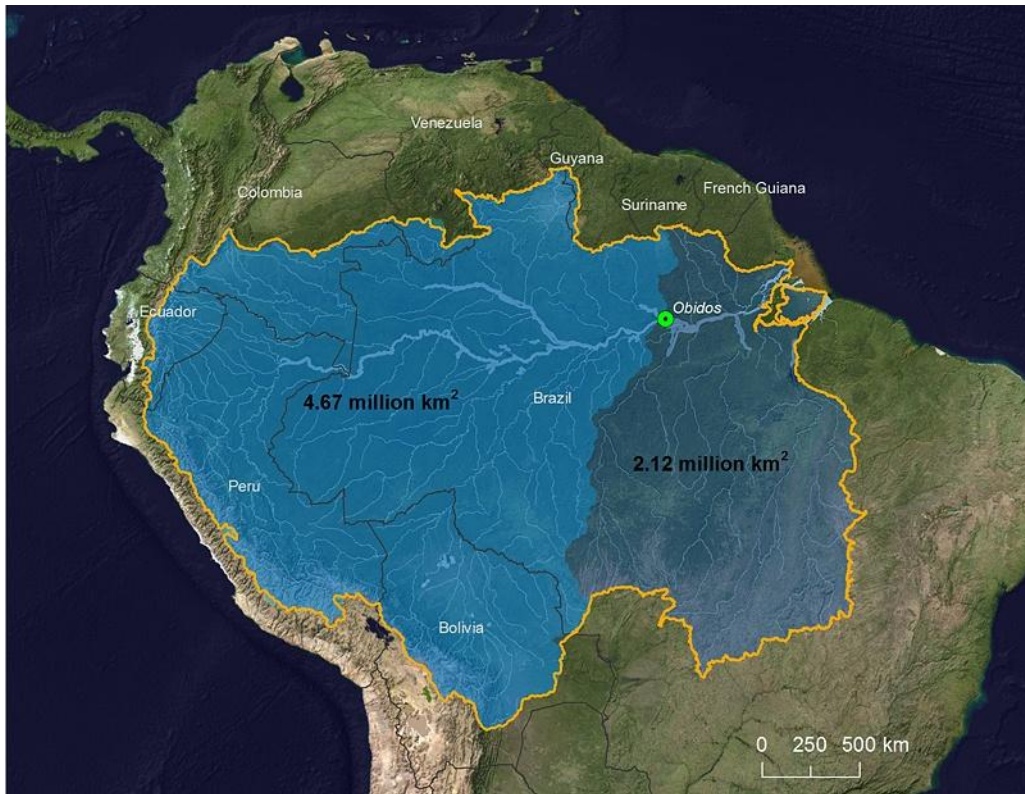 Venezuela
Guyana
Colombia
French Guiana
Suriname
Ecuador
Obidos
4.67 million km²
Brazil
2.12 million km²
Peru
Bolivia
0 250 500 km